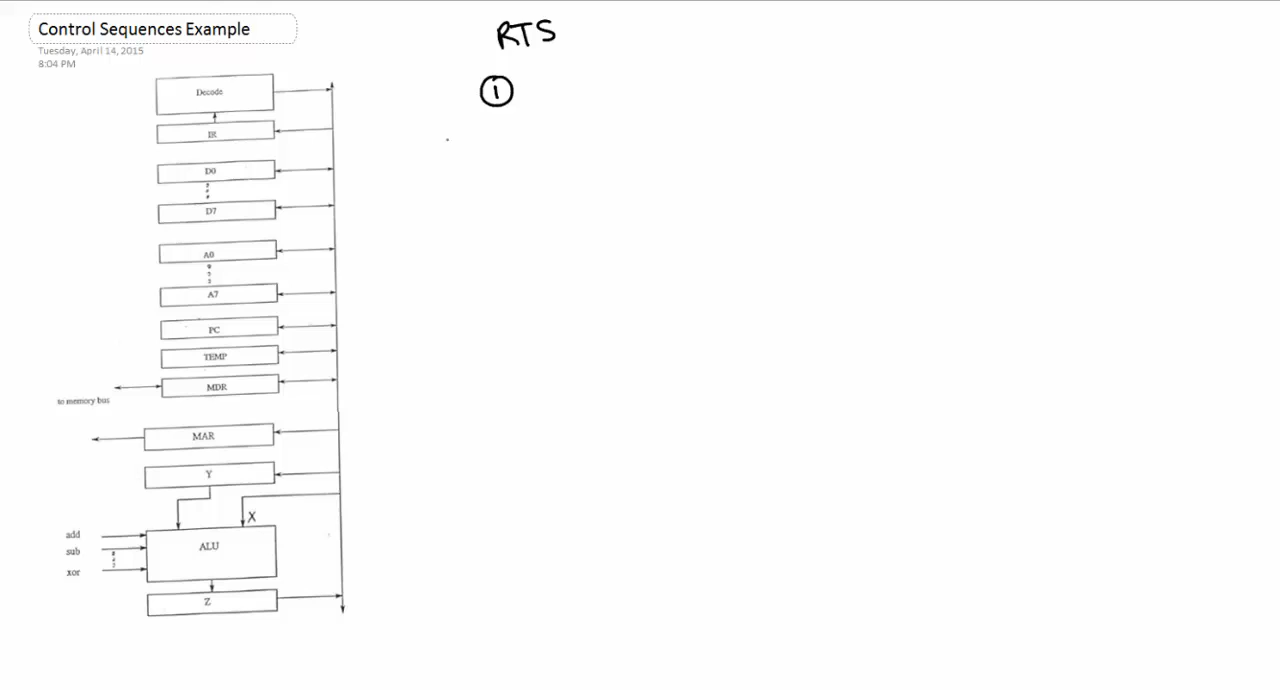 Control Sequences Example
Tuesday, April 14, 2015
8:04 PM
RTS
1
Decode
IR
D0
D7
A0
A7
PC
TEMP
MDR
to memory bus
MAR
Y
X
add
sub
xor
ALU
Z